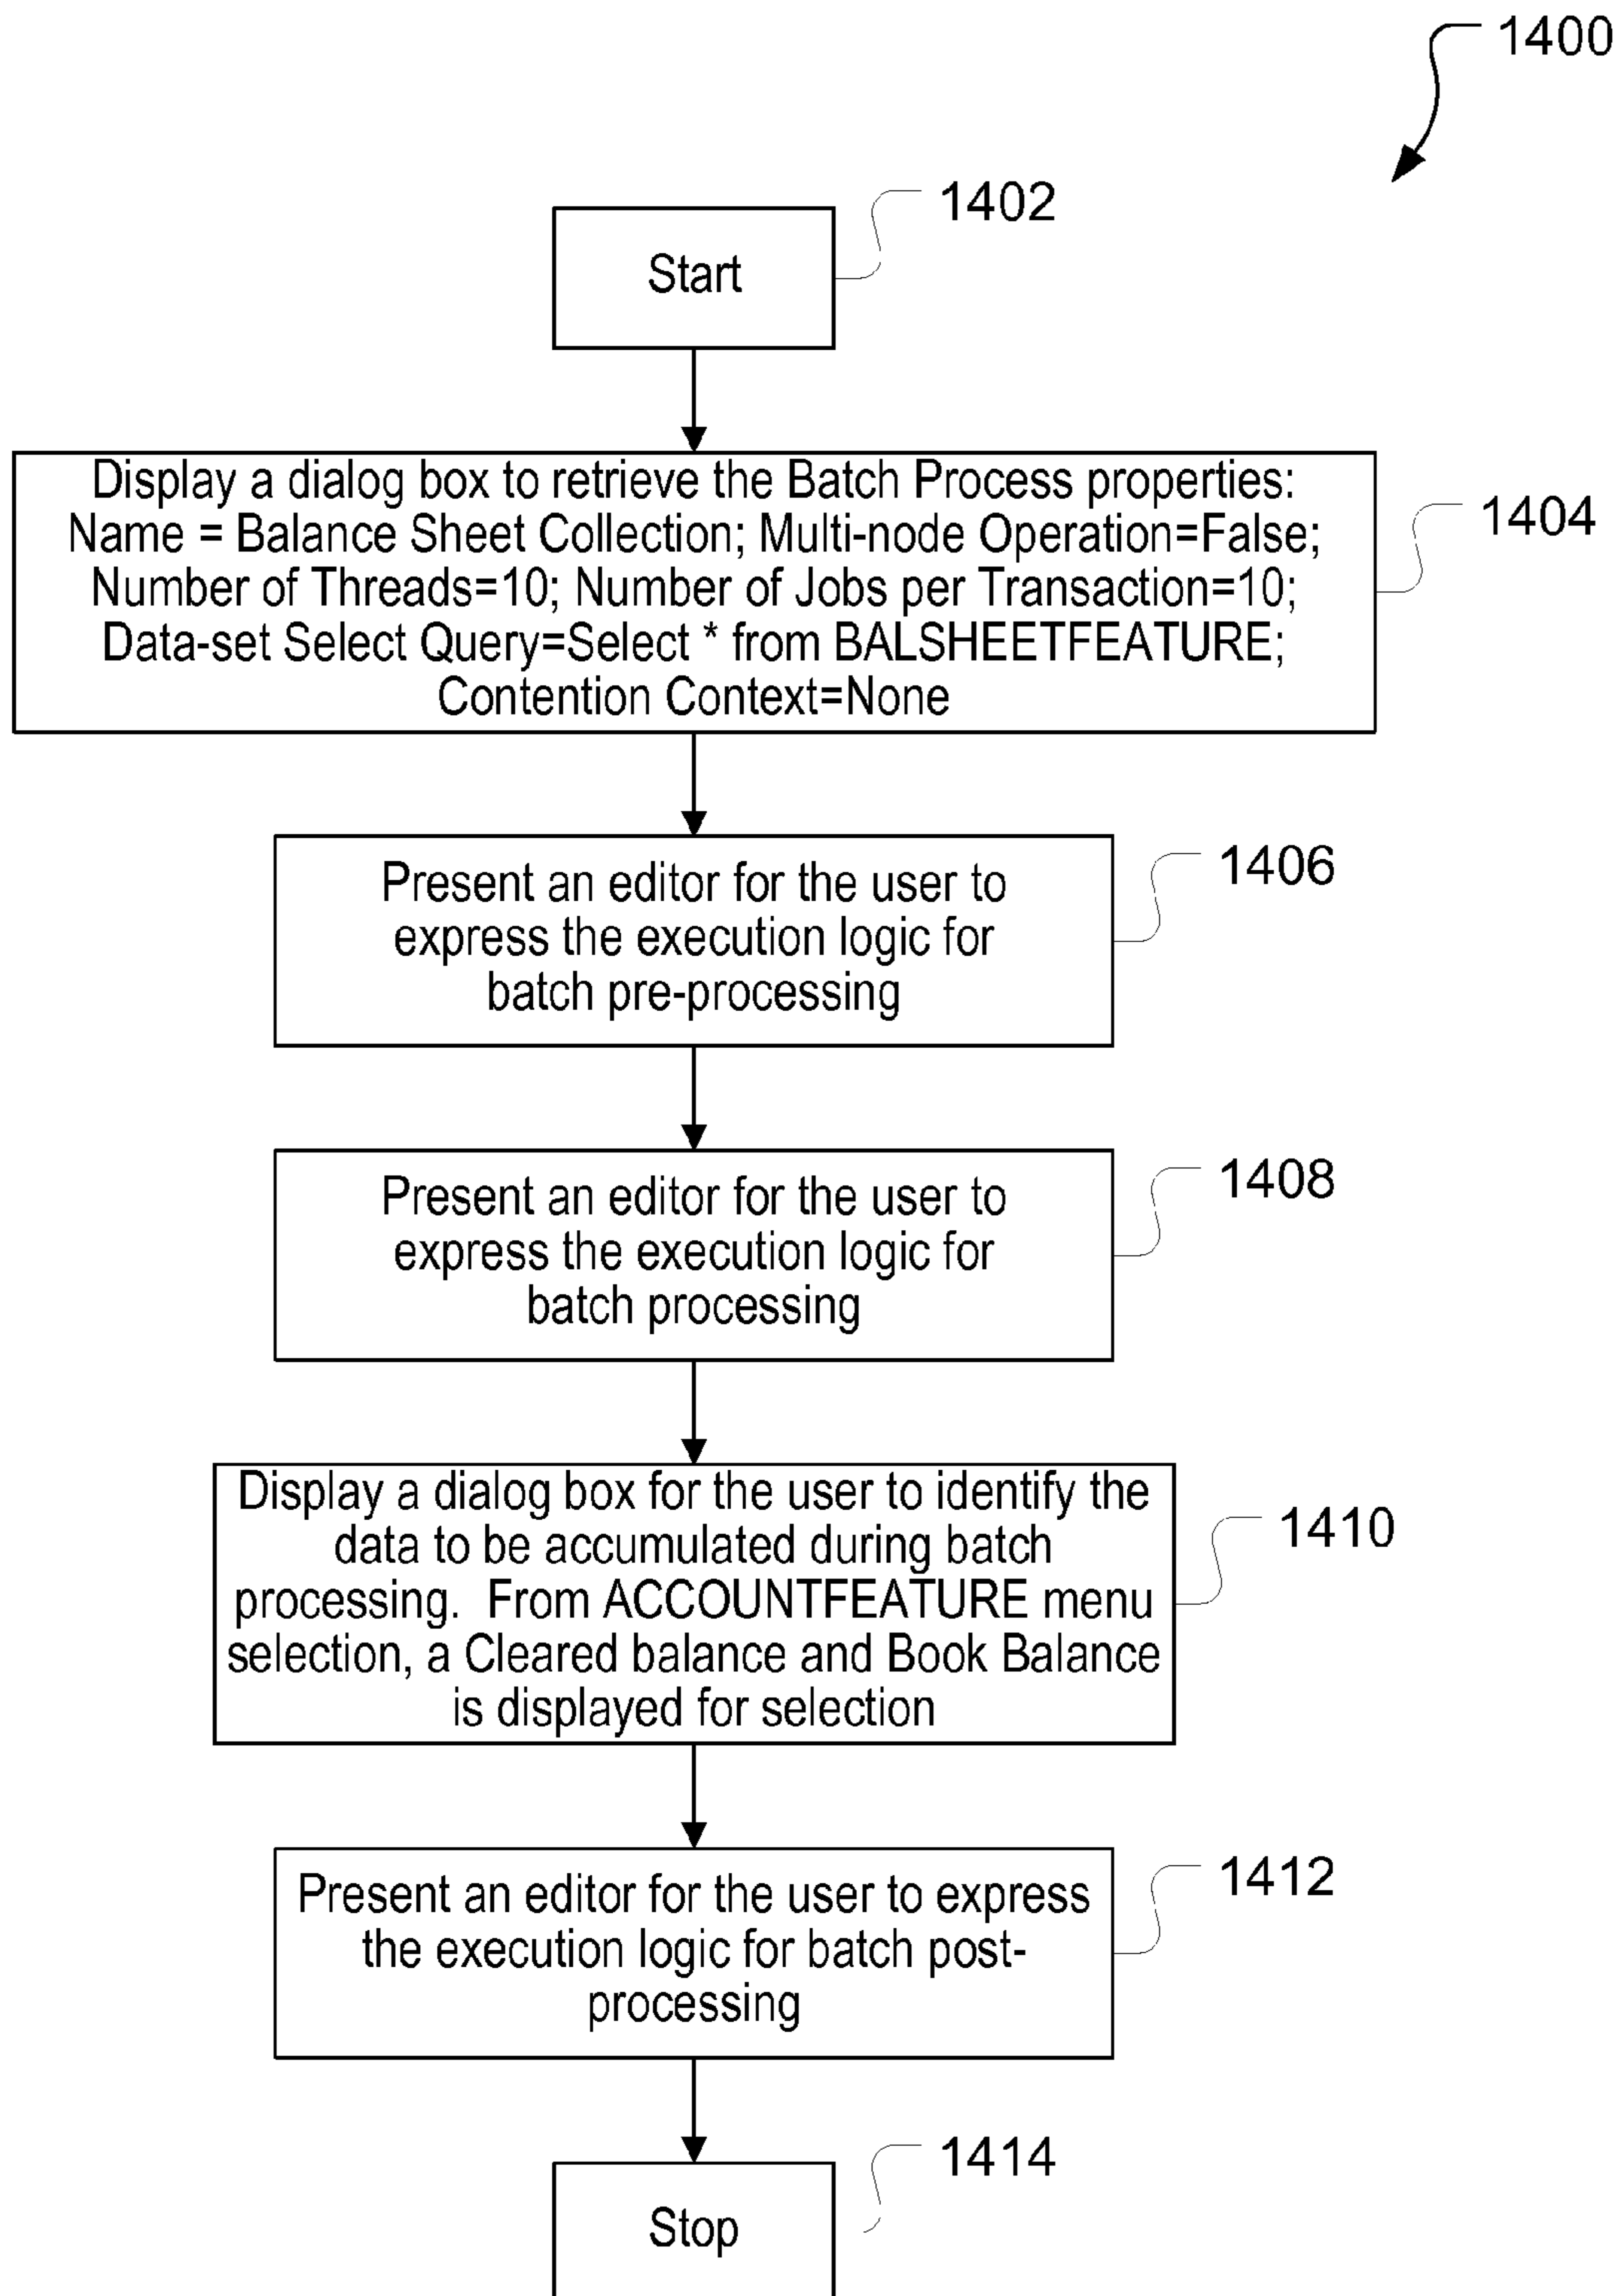 1400
1402
Start
Display a dialog box to retrieve the Batch Process properties:
Name = Balance Sheet Collection; Multi-node Operation=False;
Number of Threads=10; Number of Jobs per Transaction=10;
Data-set Select Query=Select * from BALSHEETFEATURE;
Contention Context=None
1404
Present an editor for the user to
express the execution logic for
batch pre-processing
1406
Present an editor for the user to
express the execution logic for
batch processing
1408
Display a dialog box for the user to identify the
data to be accumulated during batch
processing.  From ACCOUNTFEATURE menu
selection, a Cleared balance and Book Balance
is displayed for selection
1410
Present an editor for the user to express
the execution logic for batch post-
processing
1412
1414
Stop